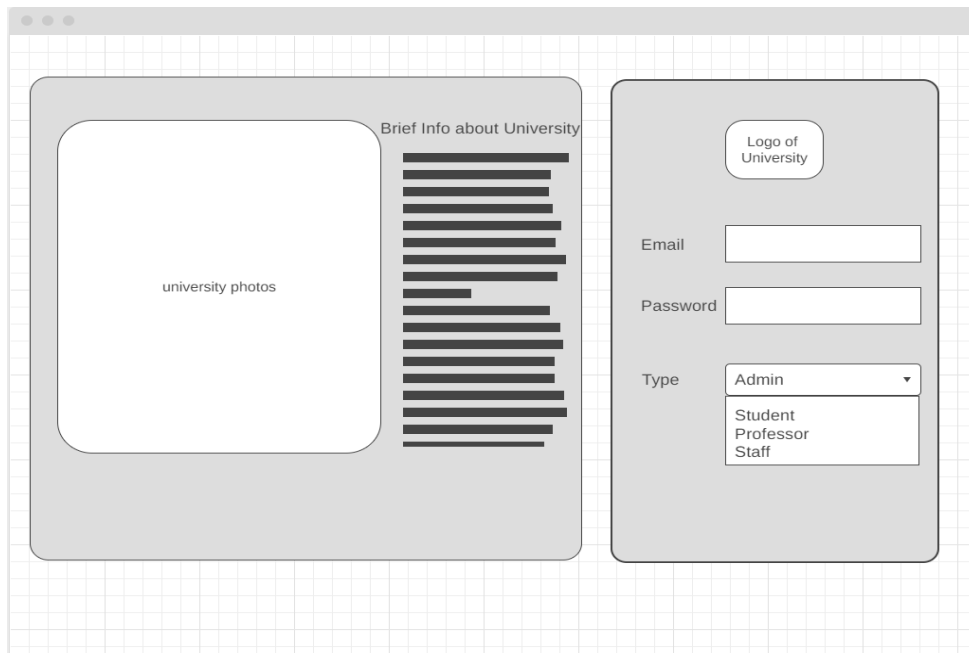 Brief Info about University
university photos
Logo of
University
Email
Password
Type
Admin
Student
Professor
Staff